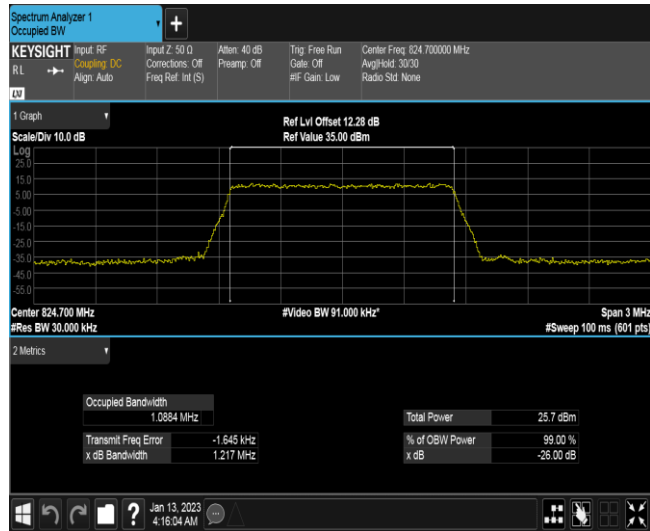 Spectrum Analyzer 1
Occupied BW
+
KEYSIGHT
RL
LXI
Input: RF
Coupling: DC
Align: Auto
Input Z: 50 Ω
Corrections: Off
Freq Ref: Int (S)
Atten: 40 dB
Preamp: Off
Trig: Free Run
Gate: Off
#IF Gain: Low
Center Freq: 824.700000 MHz
Avg|Hold: 30/30
Radio Std: None
1 Graph
Scale/Div 10.0 dB
Ref Lvl Offset 12.28 dB
Ref Value 35.00 dBm
Log
25.0
15.0
5.00
-5.00
-15.0
-25.0
-35.0
-45.0
-55.0
Center 824.700 MHz
#Res BW 30.000 kHz
#Video BW 91.000 kHz*
Span 3 MHz
#Sweep 100 ms (601 pts)
2 Metrics
Occupied Bandwidth
1.0884 MHz
Transmit Freq Error -1.645 kHz
x dB Bandwidth 1.217 MHz
Total Power 25.7 dBm
% of OBW Power 99.00 %
x dB -26.00 dB
?
Jan 13, 2023
4:16:04 AM